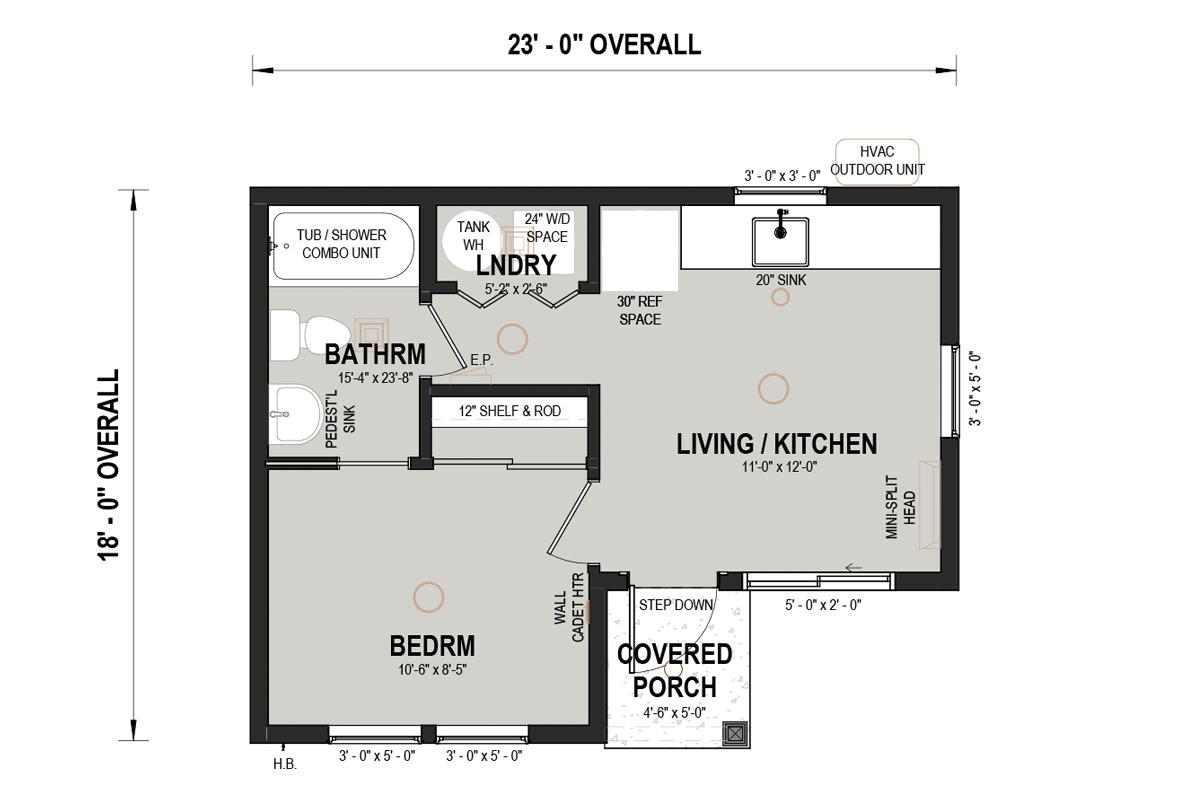 23' - 0" OVERALL
HVAC
OUTDOOR UNIT
3' - 0" x 3' - 0"
TUB / SHOWER
COMBO UNIT
TANK
WH
24" W/D
SPACE
LNDRY
5'-2" x 2'-6"
20" SINK
30" REF
SPACE
BATHRM
15'-4" x 23'-8"
E.P.
PEDEST'L
SINK
12" SHELF & ROD
3' - 0" x 5' - 0"
LIVING / KITCHEN
11'-0" x 12'-0"
18' - 0" OVERALL
MINI-SPLIT
HEAD
WALL
CADET HTR
STEP DOWN
5' - 0" x 2' - 0"
BEDRM
10'-6" x 8'-5"
COVERED
PORCH
4'-6" x 5'-0"
3' - 0" x 5' - 0"
3' - 0" x 5' - 0"
H.B.